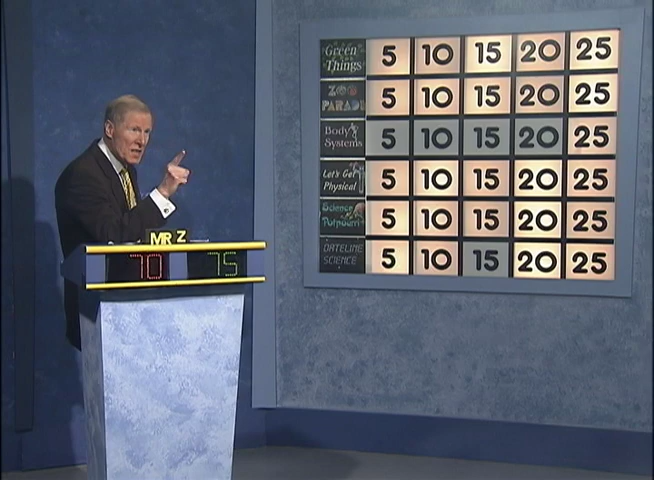 Green Things 5 10 15 20 25
ZOO PARADE 5 10 15 20 25
Body Systems 5 10 15 20 25
Let's Get Physical 5 10 15 20 25
Science Potpourri 5 10 15 20 25
DATELINE SCIENCE 5 10 15 20 25
MR Z
70 75